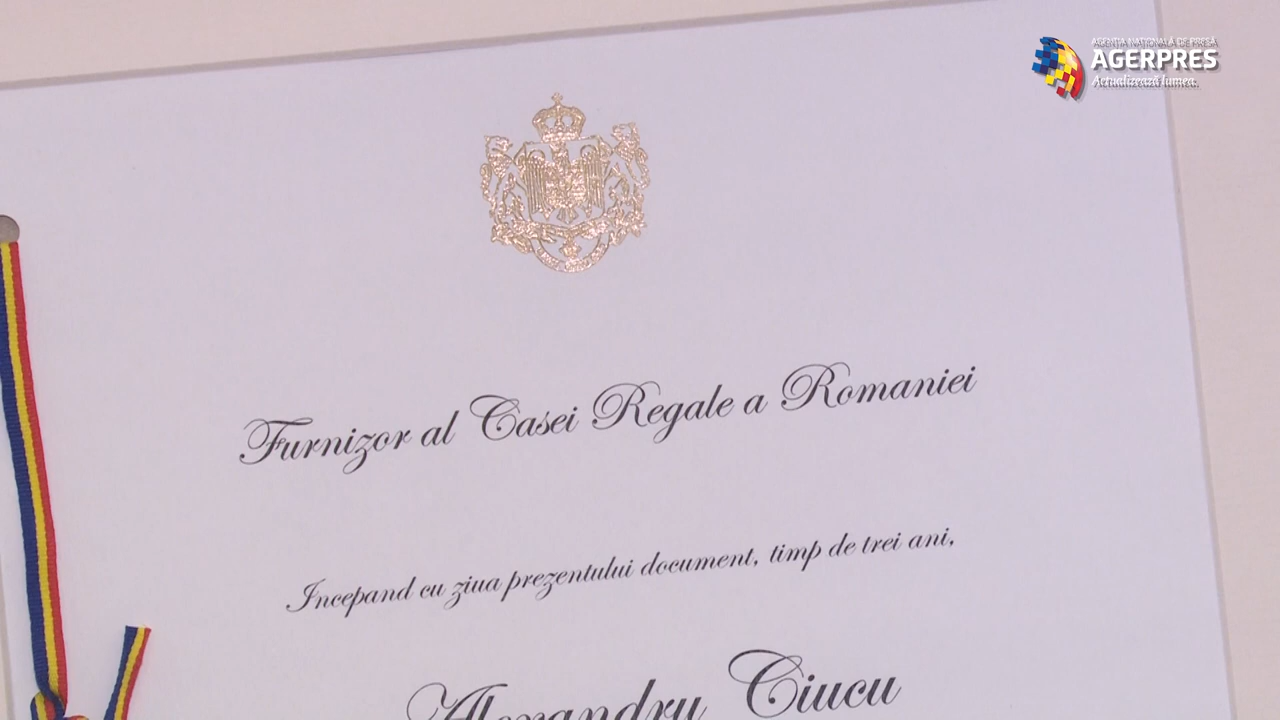 AGENȚIA NAȚIONALĂ DE PRESĂ
AGERPRES
Actualizează lumea.
Furnizor al Casei Regale a Romaniei
Incepand cu ziua prezentului document, timp de trei ani,
Alexandru Ciucu